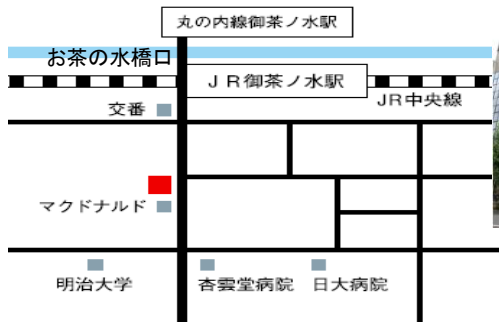 丸の内線御茶ノ水駅
お茶の水橋口
ＪＲ御茶ノ水駅
JR中央線
交番
マクドナルド
明治大学
杏雲堂病院
日大病院